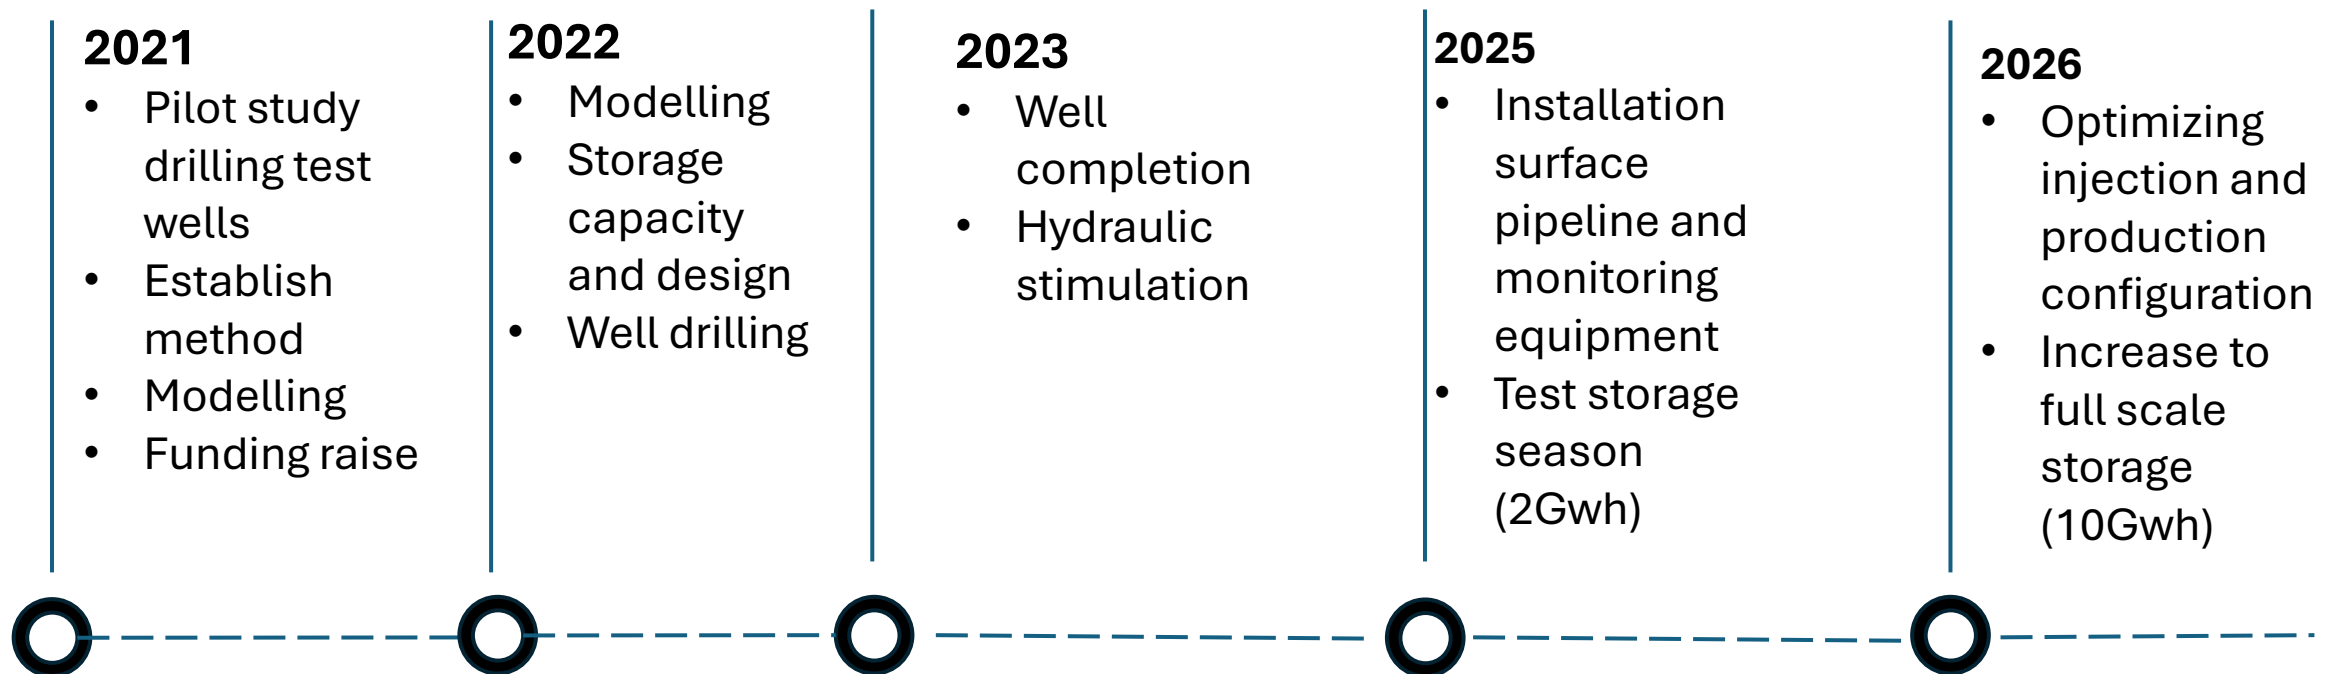 2021
• Pilot study
drilling test
wells
• Establish
method
• Modelling
• Funding raise
2022
• Modelling
• Storage
capacity
and design
• Well drilling
2023
• Well
completion
• Hydraulic
stimulation
2025
• Installation
surface
pipeline and
monitoring
equipment
• Test storage
season
(2Gwh)
2026
• Optimizing
injection and
production
configuration
• Increase to
full scale
storage
(10Gwh)